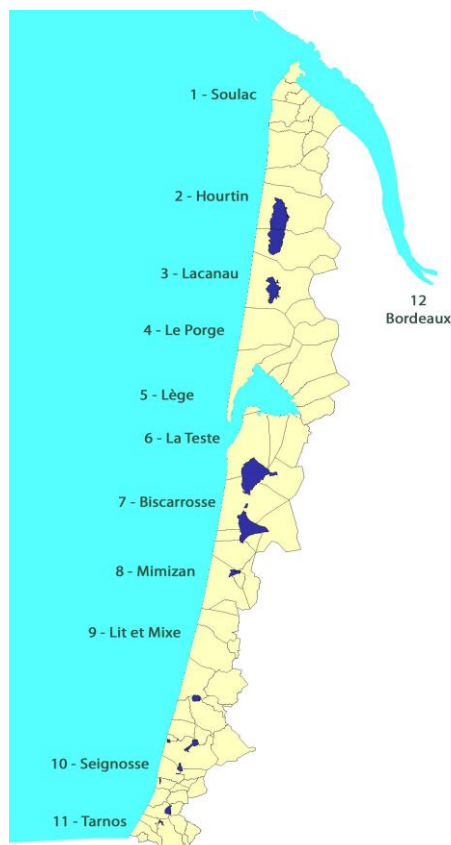 1 - Soulac
2 - Hourtin
3 - Lacanau
12
Bordeaux
4 - Le Porge
5 - Lège
6 - La Teste
7 - Biscarrosse
8 - Mimizan
9 - Lit et Mixe
10 - Seignosse
11 - Tarnos